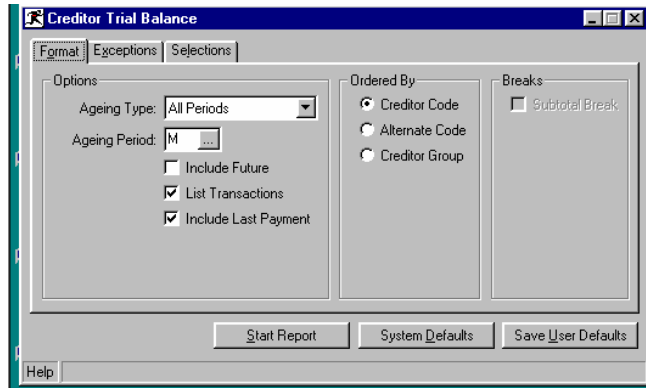 Creditor Trial Balance
Format Exceptions Selections
Options
Ageing Type: All Periods
Ageing Period: M ...
Include Future
List Transactions
Include Last Payment
Ordered By
Creditor Code
Alternate Code
Creditor Group
Breaks
Subtotal Break
Start Report System Defaults Save User Defaults
Help